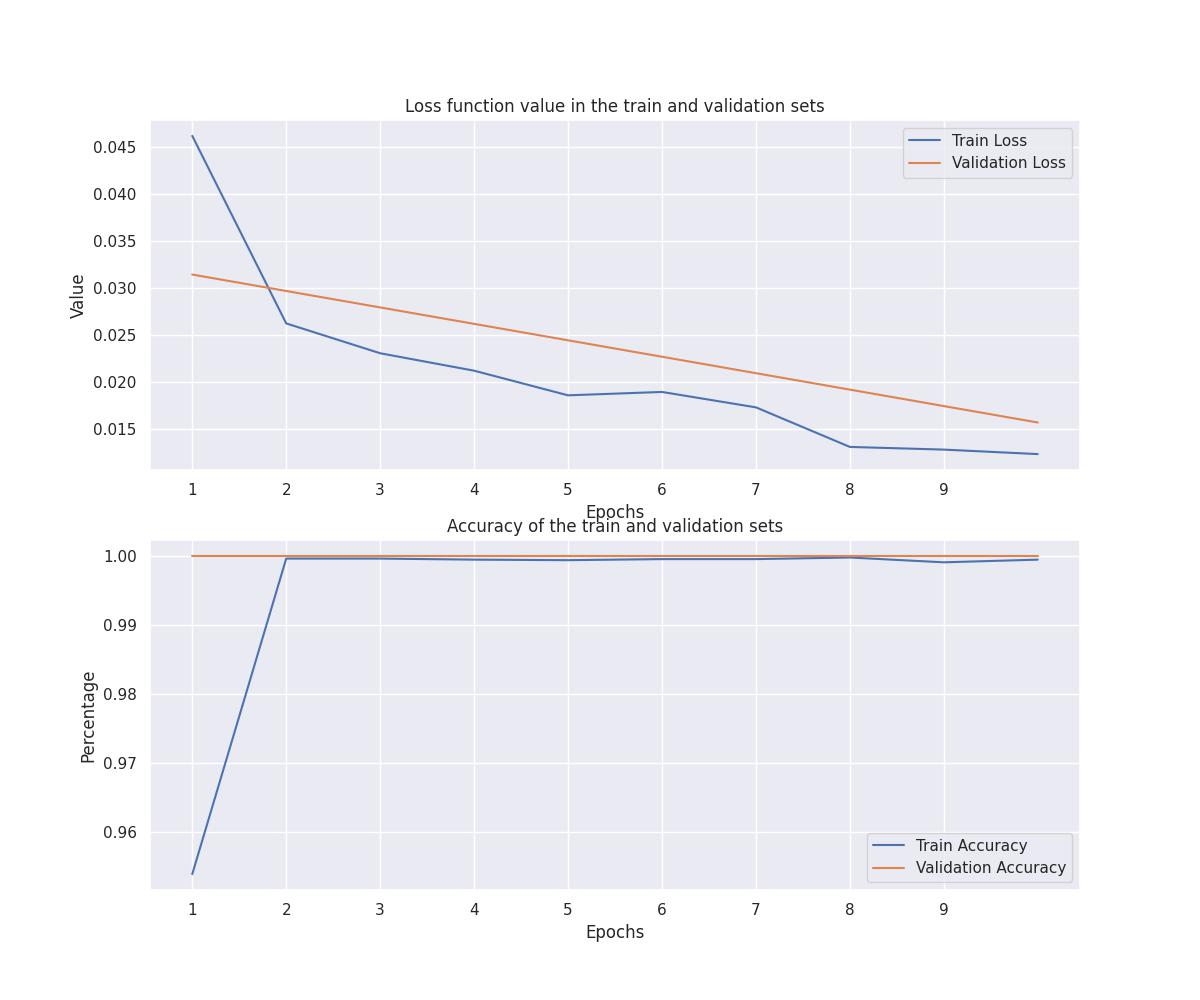 Loss function value in the train and validation sets
Train Loss
Validation Loss
0.045
0.040
0.035
0.030
0.025
0.020
0.015
Value
1 2 3 4 5 6 7 8 9
Epochs
Accuracy of the train and validation sets
1.00
0.99
0.98
0.97
0.96
Percentage
Train Accuracy
Validation Accuracy
1 2 3 4 5 6 7 8 9
Epochs